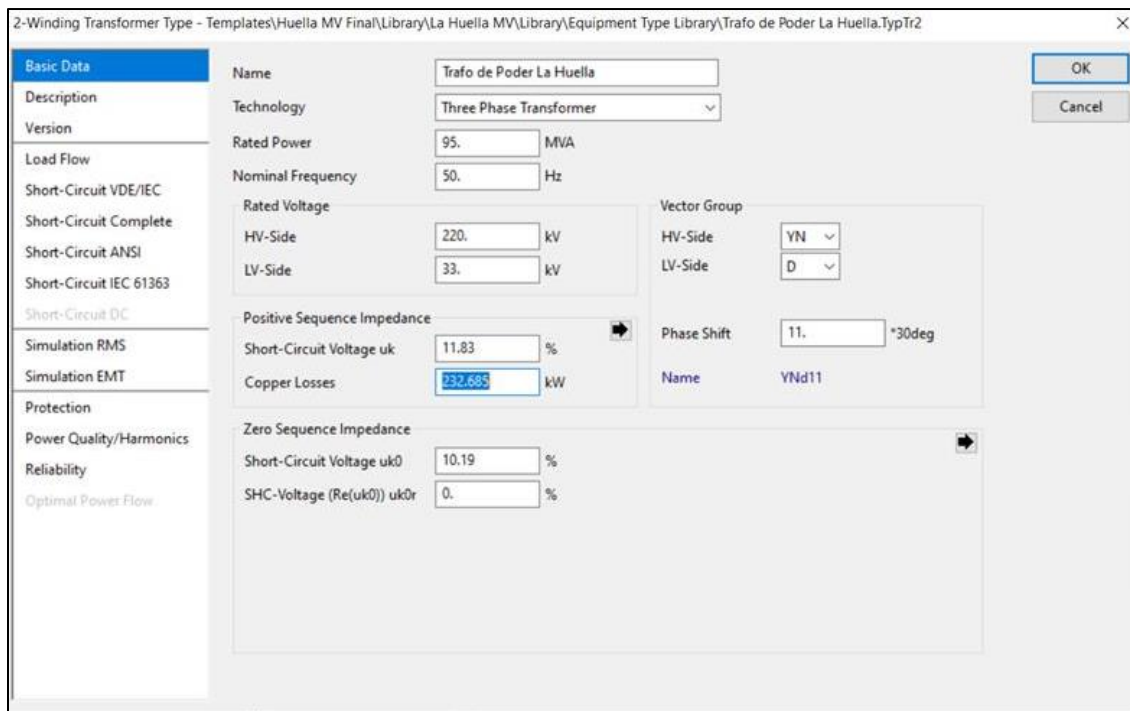 2-Winding Transformer Type - Templates\Huella MV Final\Library\La Huella MV\Library\Equipment Type Library\Trafo de Poder La Huella.TypTr2
Basic Data
Description
Version
Load Flow
Short-Circuit VDE/IEC
Short-Circuit Complete
Short-Circuit ANSI
Short-Circuit IEC 61363
Short-Circuit DC
Simulation RMS
Simulation EMT
Protection
Power Quality/Harmonics
Reliability
Optimal Power Flow
Name Trafo de Poder La Huella
Technology Three Phase Transformer
Rated Power 95. MVA
Nominal Frequency 50. Hz
Rated Voltage
HV-Side 220. kV
LV-Side 33. kV
Vector Group
HV-Side YN
LV-Side D
Phase Shift 11. *30deg
Name YNd11
Positive Sequence Impedance
Short-Circuit Voltage uk 11.83 %
Copper Losses 232.685 kW
Zero Sequence Impedance
Short-Circuit Voltage uk0 10.19 %
SHC-Voltage (Re(uk0)) uk0r 0. %
OK
Cancel